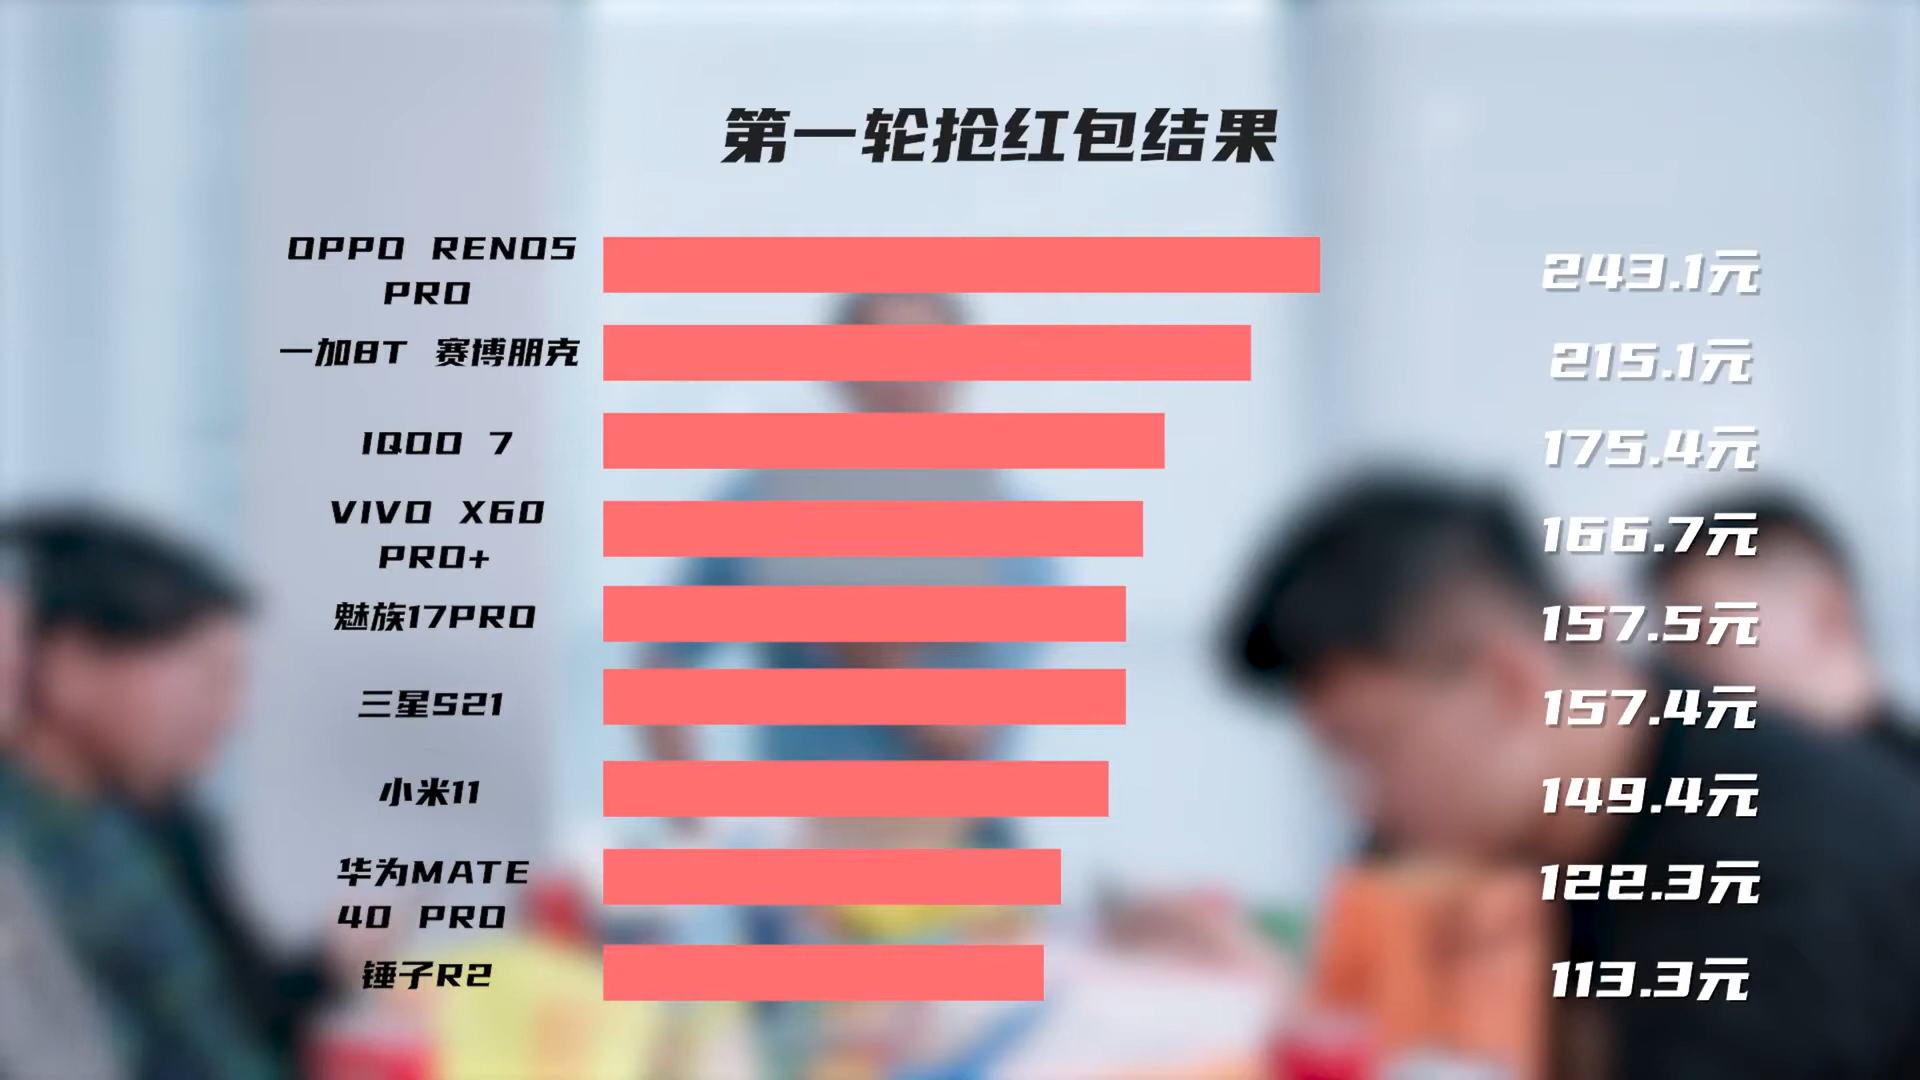 第一轮抢红包结果
OPPO RENO5
PRO
243.1元
一加8T 赛博朋克
215.1元
IQOO 7
175.4元
VIVO X60
PRO+
166.7元
魅族17PRO
157.5元
三星S21
157.4元
小米11
149.4元
华为MATE
40 PRO
122.3元
锤子R2
113.3元